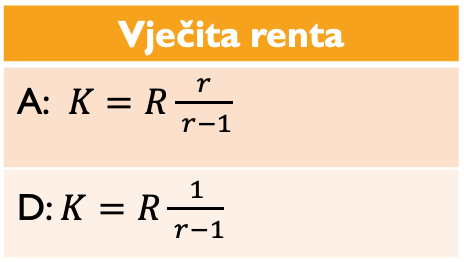 Vječita renta
A: K = R r/(r−1)
D: K = R 1/(r−1)